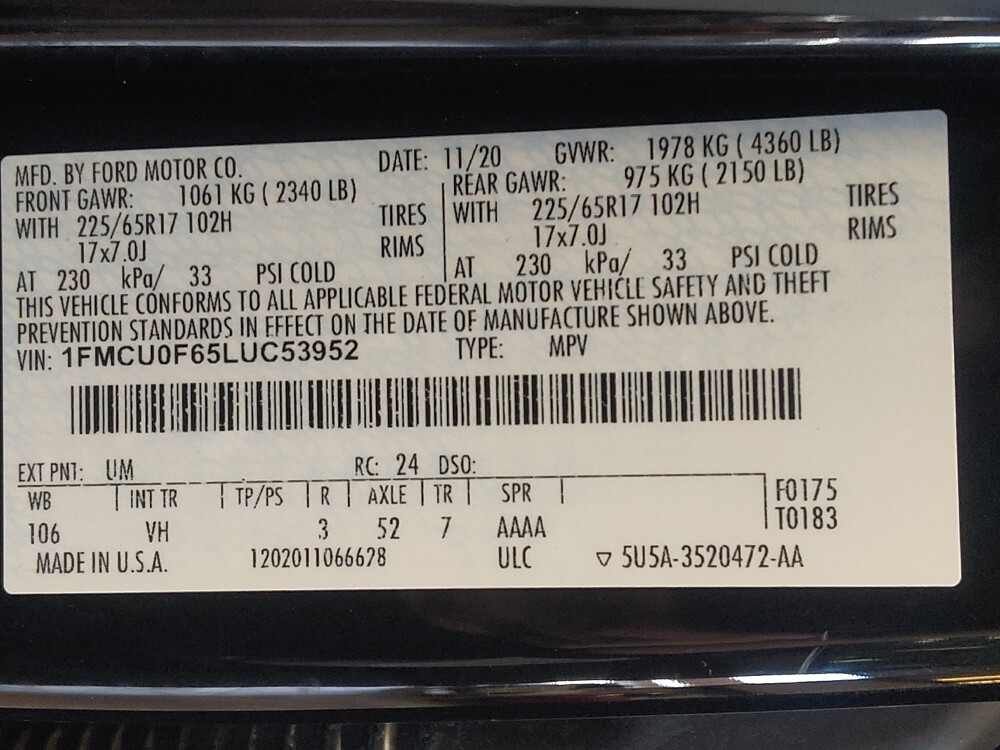 MFD. BY FORD MOTOR CO. DATE: 11/20 GVWR: 1978 KG ( 4360 LB)
FRONT GAWR: 1061 KG ( 2340 LB) REAR GAWR: 975 KG ( 2150 LB)
WITH 225/65R17 102H TIRES WITH 225/65R17 102H TIRES
17x7.0J RIMS 17x7.0J RIMS
AT 230 kPa/ 33 PSI COLD AT 230 kPa/ 33 PSI COLD
THIS VEHICLE CONFORMS TO ALL APPLICABLE FEDERAL MOTOR VEHICLE SAFETY AND THEFT
PREVENTION STANDARDS IN EFFECT ON THE DATE OF MANUFACTURE SHOWN ABOVE.
VIN: 1FMCU0F65LUC53952 TYPE: MPV
EXT PNT: UM RC: 24 DSO:
WB INT TR TP/PS R AXLE TR SPR F0175
106 VH 3 52 7 AAAA T0183
MADE IN U.S.A. 1202011066628 ULC ▽ 5U5A-3520472-AA